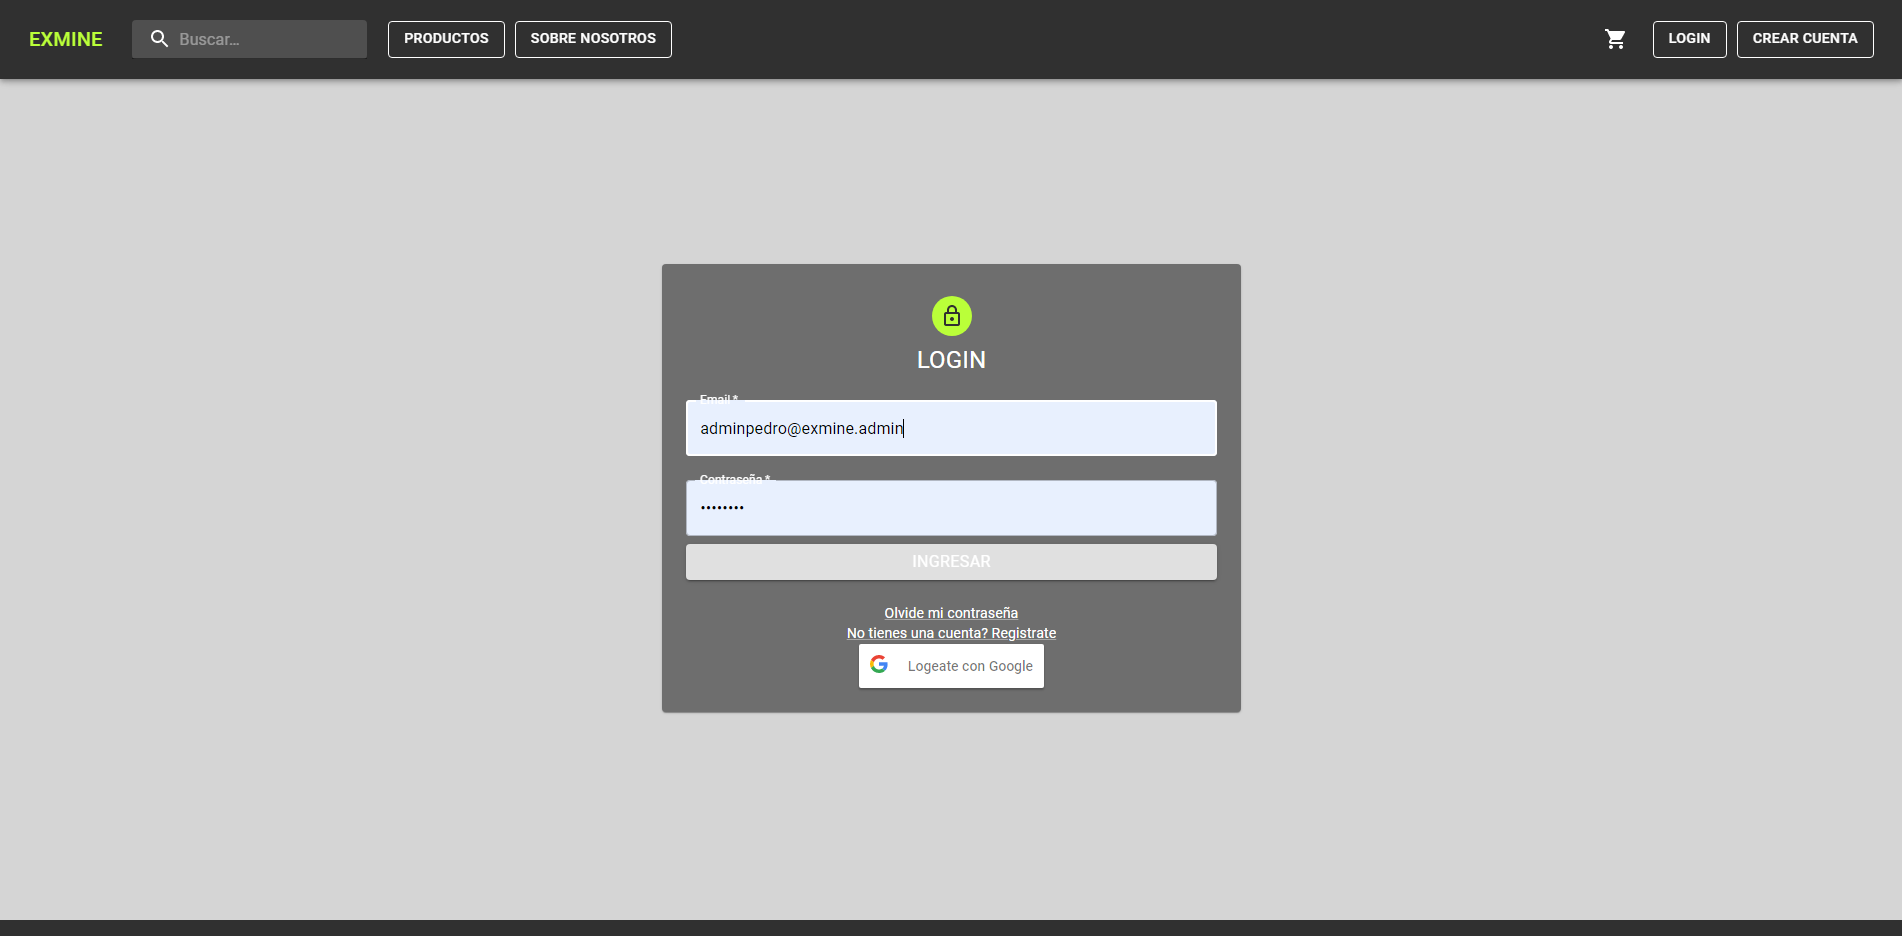 EXMINE
Buscar...
PRODUCTOS
SOBRE NOSOTROS
LOGIN
CREAR CUENTA
LOGIN
Email *
adminpedro@exmine.admin
Contraseña *
••••••••
INGRESAR
Olvide mi contraseña
No tienes una cuenta? Registrate
Logeate con Google